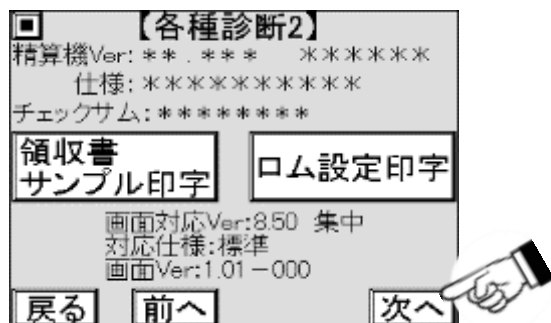 【各種診断2】
精算機Ver:**.*** ******
仕様:**********
チェックサム:********
領収書
サンプル印字
ロム設定印字
画面対応Ver:8.50 集中
対応仕様:標準
画面Ver:1.01-000
戻る 前へ 次へ